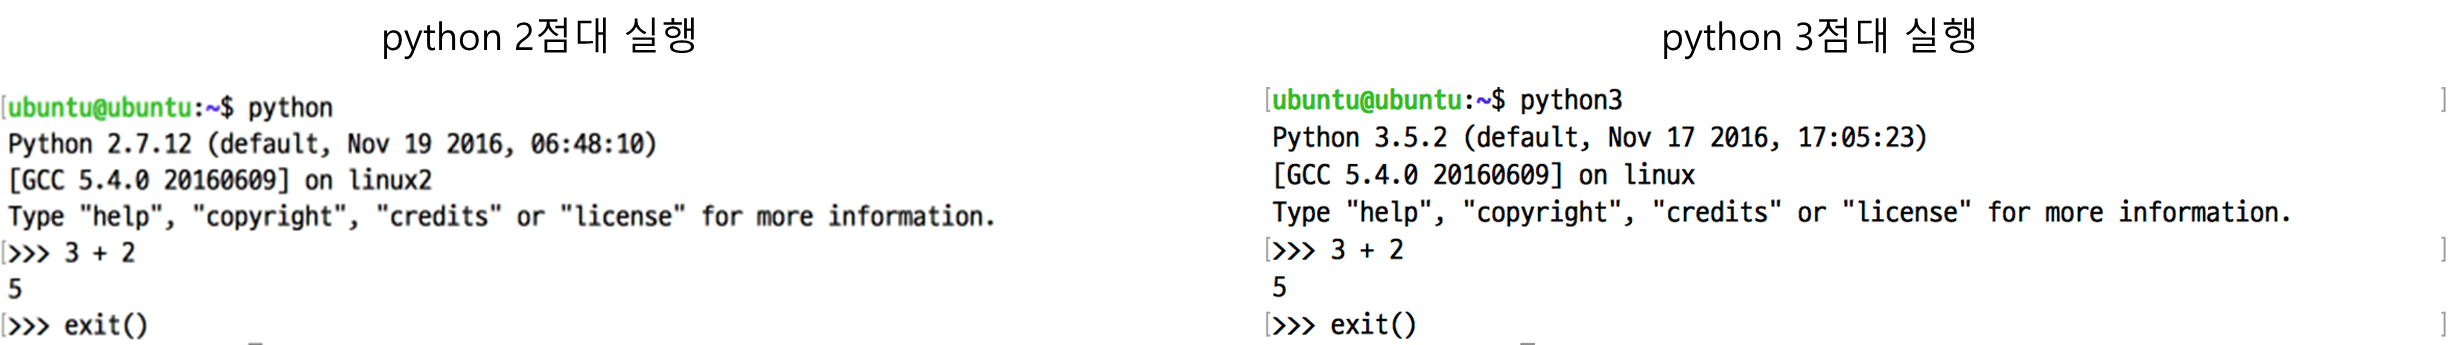 python 2점대 실행
ubuntu@ubuntu:~$ python
Python 2.7.12 (default, Nov 19 2016, 06:48:10)
[GCC 5.4.0 20160609] on linux2
Type "help", "copyright", "credits" or "license" for more information.
>>> 3 + 2
5
>>> exit()
python 3점대 실행
ubuntu@ubuntu:~$ python3
Python 3.5.2 (default, Nov 17 2016, 17:05:23)
[GCC 5.4.0 20160609] on linux
Type "help", "copyright", "credits" or "license" for more information.
>>> 3 + 2
5
>>> exit()